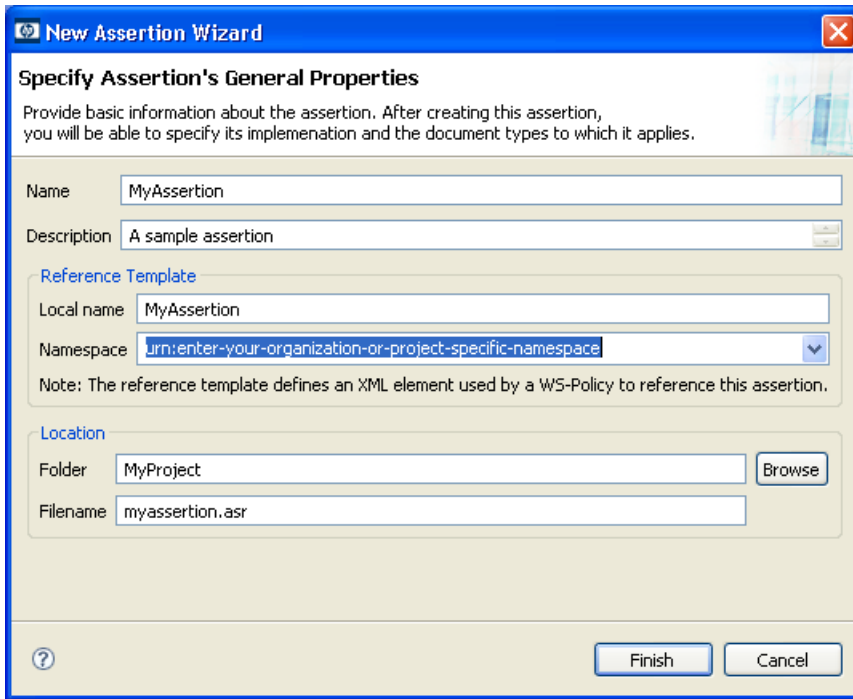 New Assertion Wizard
Specify Assertion's General Properties
Provide basic information about the assertion. After creating this assertion,
you will be able to specify its implemenation and the document types to which it applies.
Name MyAssertion
Description A sample assertion
Reference Template
Local name MyAssertion
Namespace urn:enter-your-organization-or-project-specific-namespace
Note: The reference template defines an XML element used by a WS-Policy to reference this assertion.
Location
Folder MyProject Browse
Filename myassertion.asr
? Finish Cancel